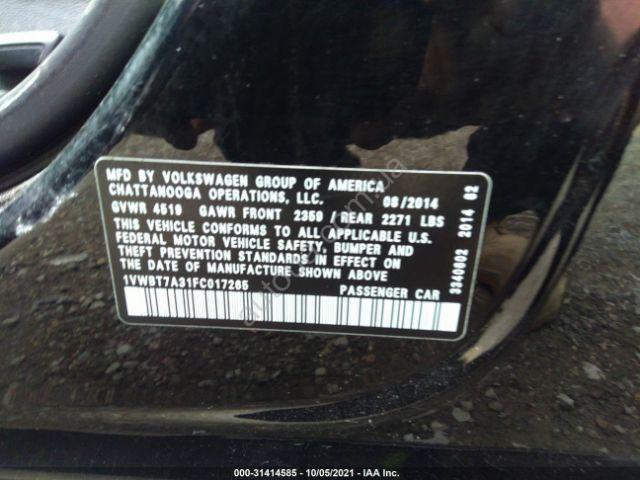 MFD BY VOLKSWAGEN GROUP OF AMERICA
CHATTANOOGA OPERATIONS, LLC. 08/2014
GVWR 4519 GAWR FRONT 2359 / REAR 2271 LBS
THIS VEHICLE CONFORMS TO ALL APPLICABLE U.S.
FEDERAL MOTOR VEHICLE SAFETY, BUMPER AND
THEFT PREVENTION STANDARDS IN EFFECT ON
THE DATE OF MANUFACTURE SHOWN ABOVE
1VWBT7A31FC017265 PASSENGER CAR
3340802 2014 02
000-31414585 - 10/05/2021 - IAA Inc.